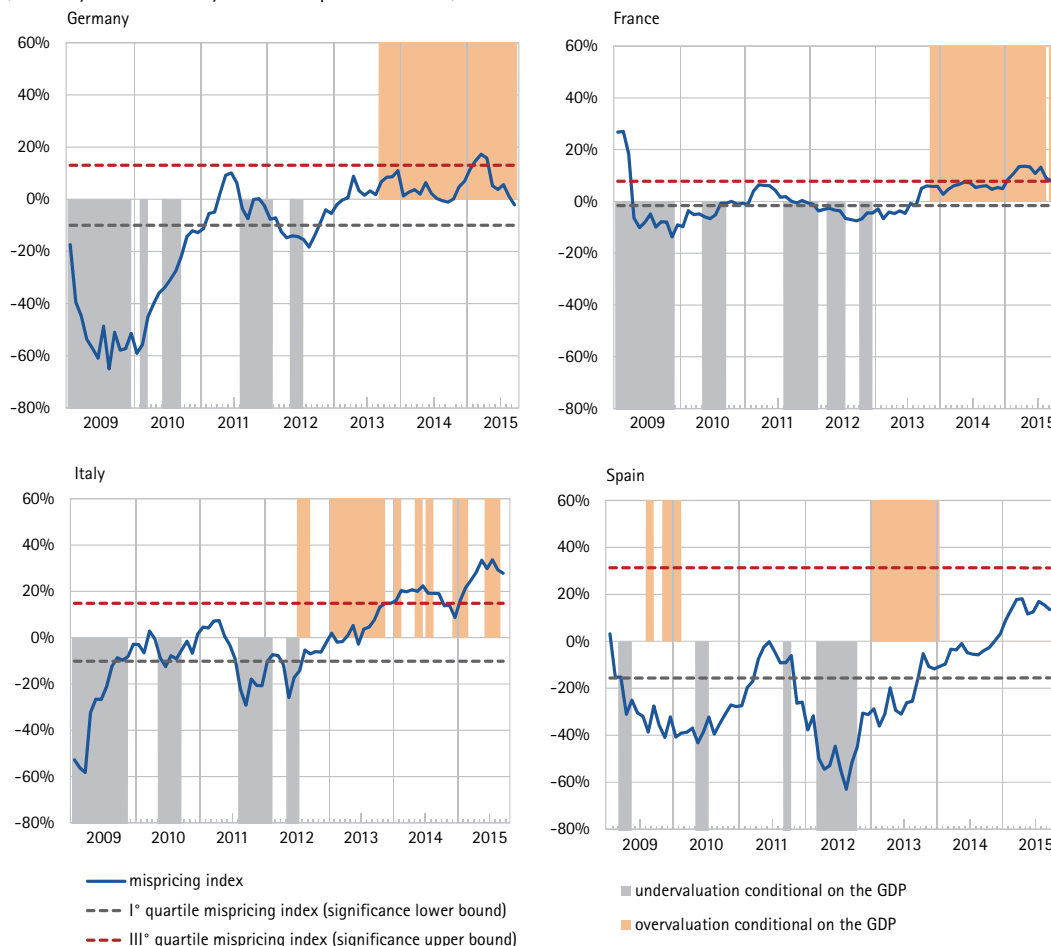 Germany
60%
40%
20%
0%
-20%
-40%
-60%
-80%
2009 2010 2011 2012 2013 2014 2015
France
60%
40%
20%
0%
-20%
-40%
-60%
-80%
2009 2010 2011 2012 2013 2014 2015
Italy
60%
40%
20%
0%
-20%
-40%
-60%
-80%
2009 2010 2011 2012 2013 2014 2015
Spain
60%
40%
20%
0%
-20%
-40%
-60%
-80%
2009 2010 2011 2012 2013 2014 2015
mispricing index
I° quartile mispricing index (significance lower bound)
III° quartile mispricing index (significance upper bound)
undervaluation conditional on the GDP
overvaluation conditional on the GDP